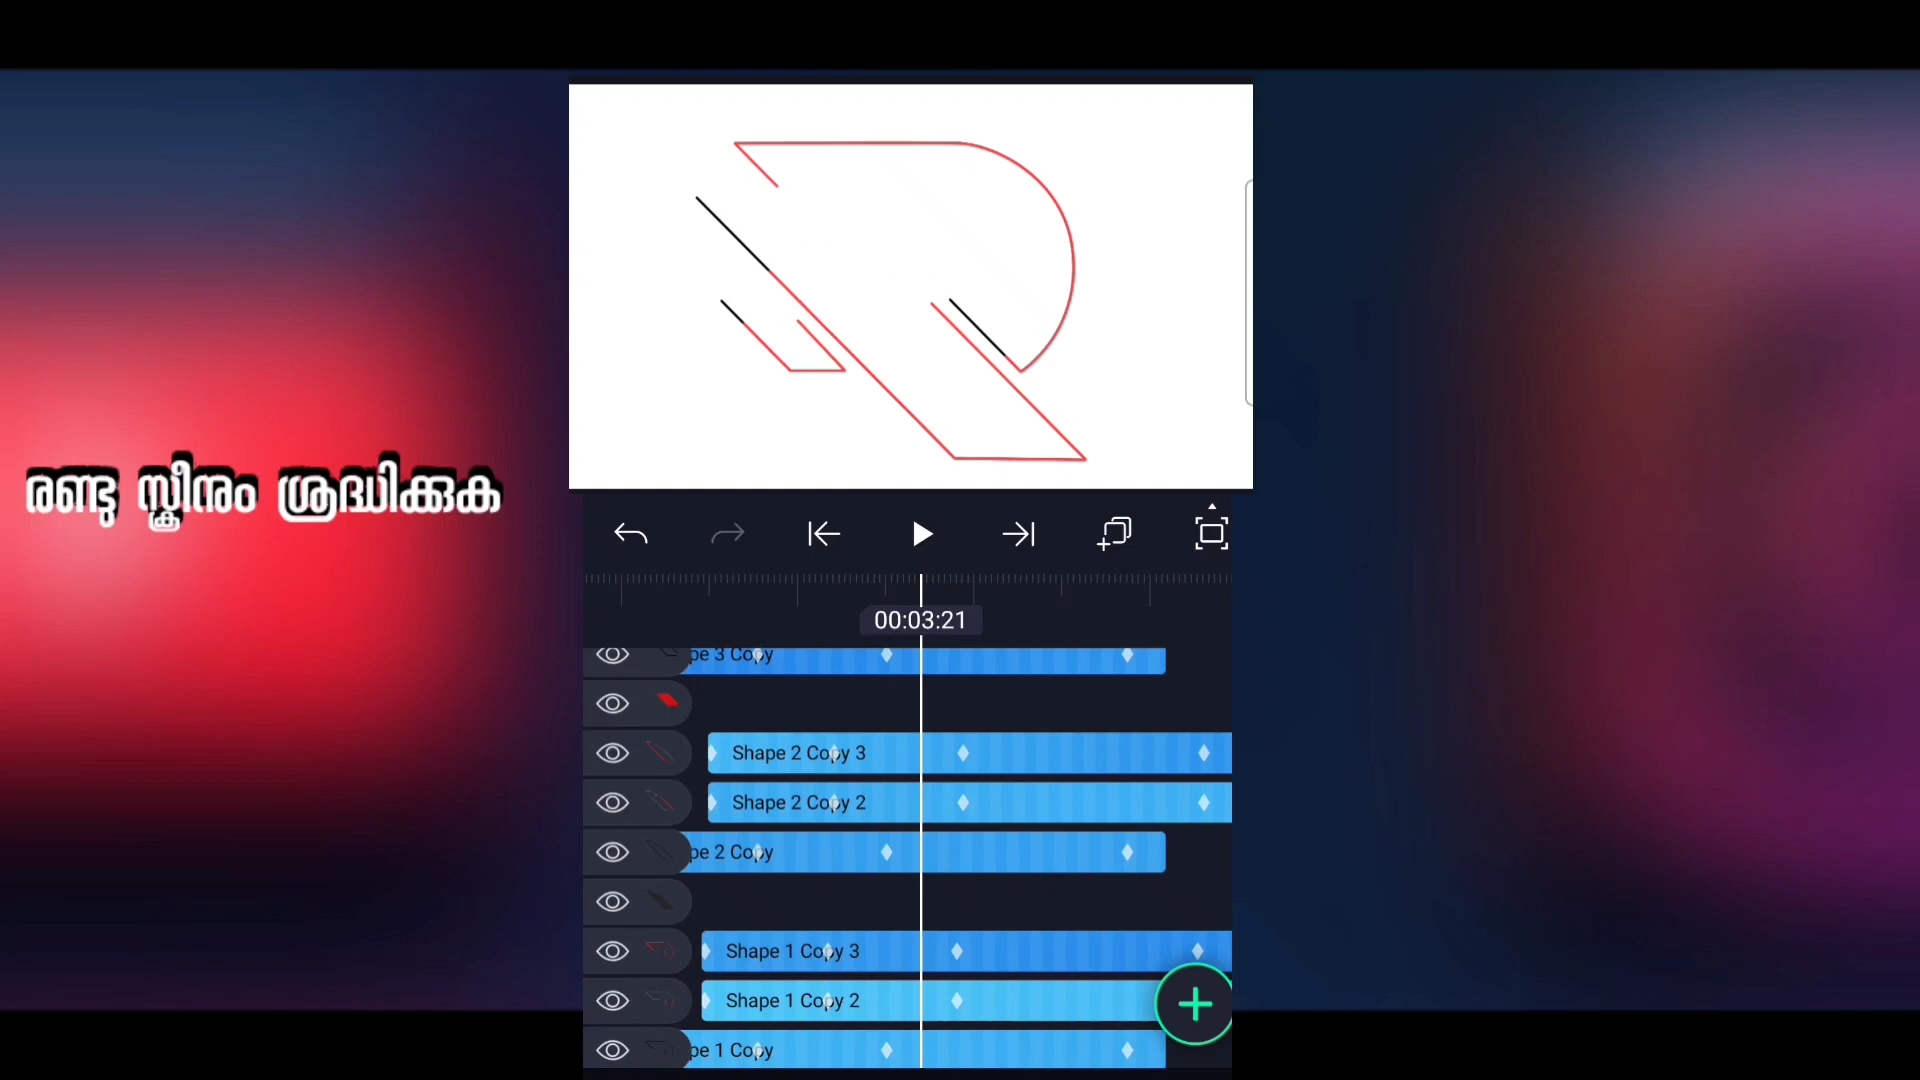 രണ്ടു സ്ക്രീനും ശ്രദ്ധിക്കുക
00:03:21
pe 3 Copy
Shape 2 Copy 3
Shape 2 Copy 2
pe 2 Copy
Shape 1 Copy 3
Shape 1 Copy 2
pe 1 Copy